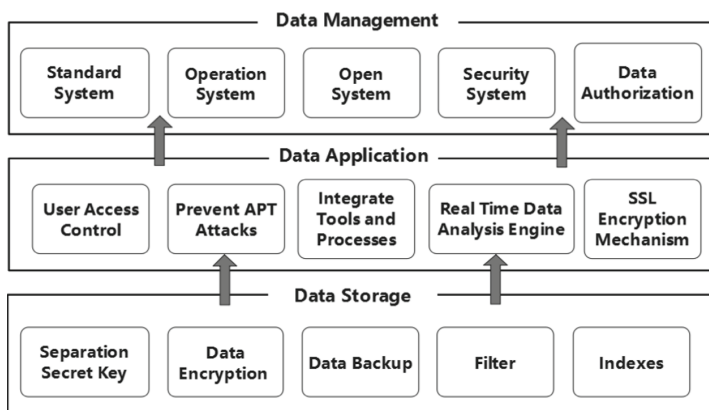 Data Management
Standard
System
Operation
System
Open
System
Security
System
Data
Authorization
Data Application
User Access
Control
Prevent APT
Attacks
Integrate
Tools and
Processes
Real Time Data
Analysis Engine
SSL
Encryption
Mechanism
Data Storage
Separation
Secret Key
Data
Encryption
Data Backup
Filter
Indexes